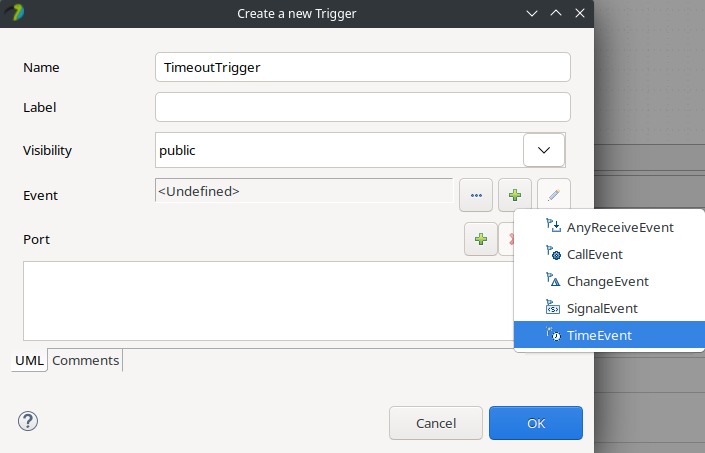 Create a new Trigger
Name TimeoutTrigger
Label
Visibility public
Event <Undefined>
Port
AnyReceiveEvent
CallEvent
ChangeEvent
SignalEvent
TimeEvent
UML Comments
Cancel OK